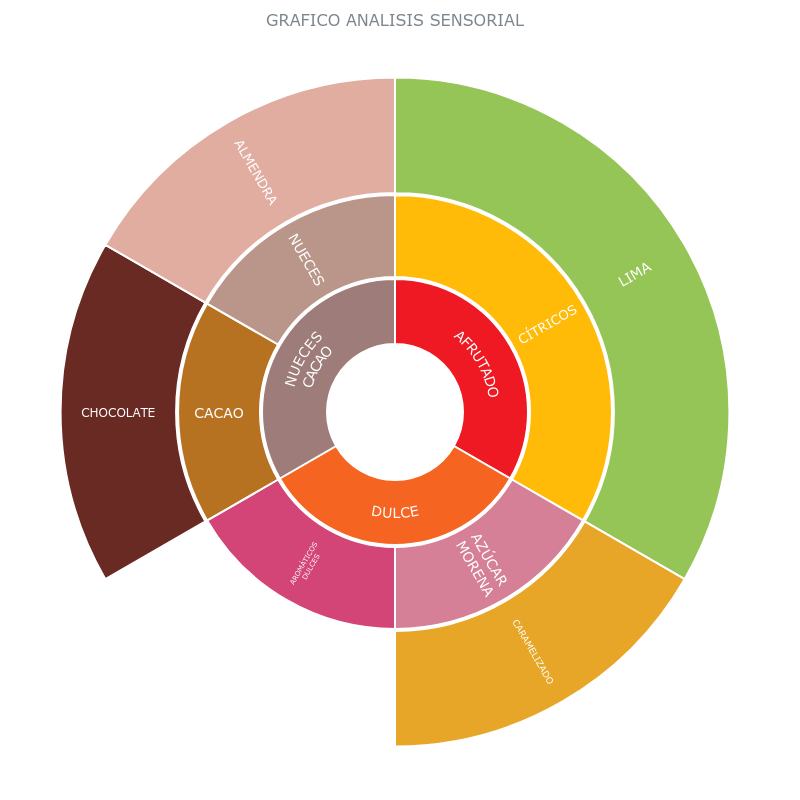 GRAFICO ANALISIS SENSORIAL
ALMENDRA
LIMA
NUECES
CÍTRICOS
NUECES
CACAO
AFRUTADO
CHOCOLATE
CACAO
DULCE
AROMÁTICOS
DULCES
AZÚCAR
MORENA
CARAMELIZADO